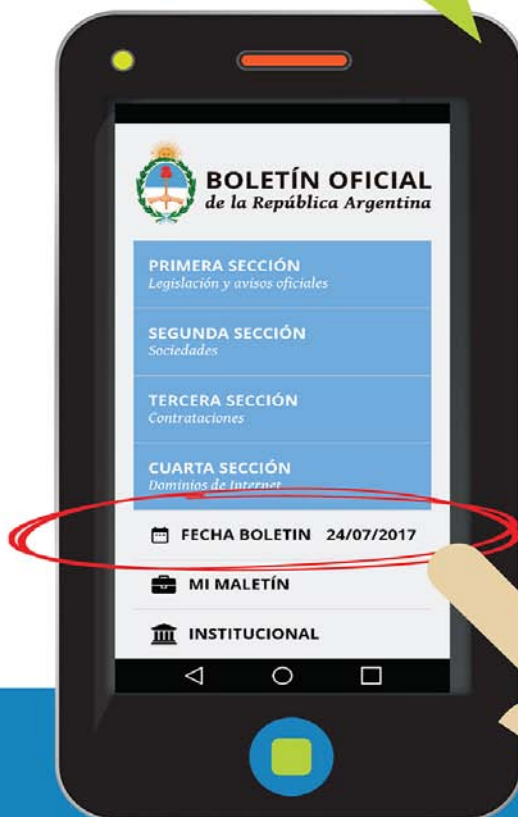 BOLETÍN OFICIAL
de la República Argentina
PRIMERA SECCIÓN
Legislación y avisos oficiales
SEGUNDA SECCIÓN
Sociedades
TERCERA SECCIÓN
Contrataciones
CUARTA SECCIÓN
Dominios de Internet
FECHA BOLETIN 24/07/2017
MI MALETÍN
INSTITUCIONAL